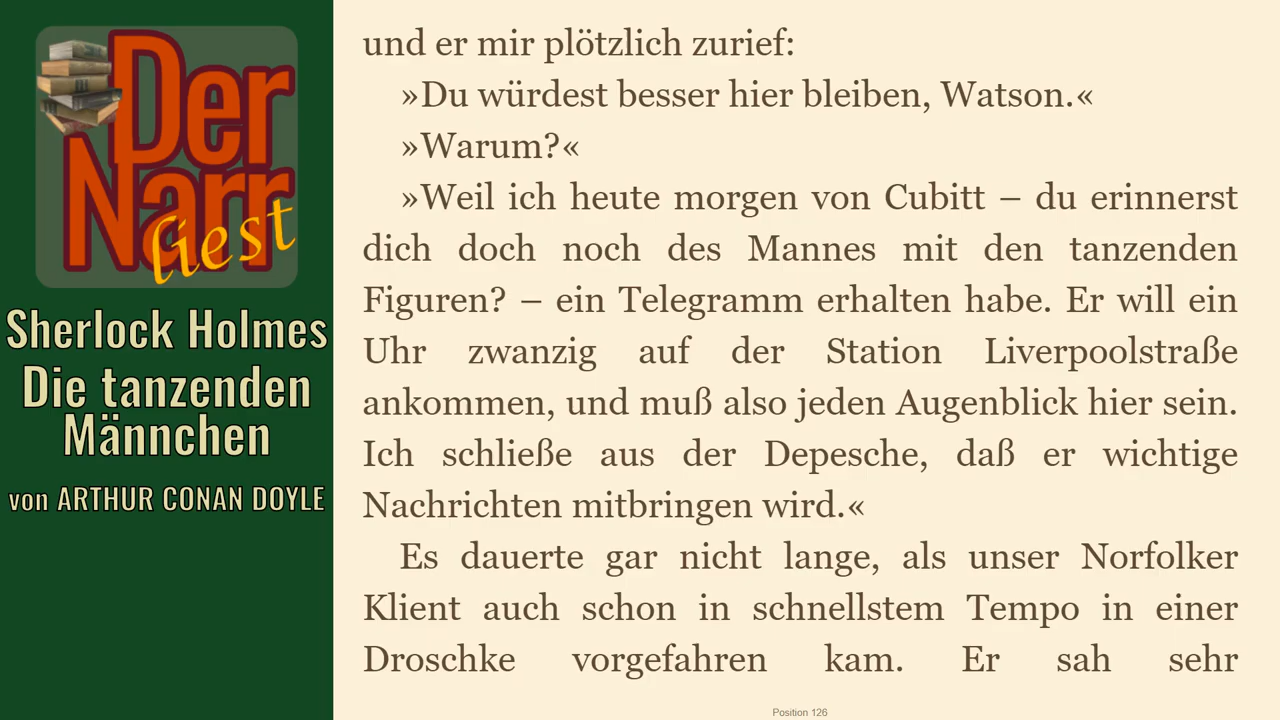 Der
Narr
liest
Sherlock Holmes
Die tanzenden
Männchen
von ARTHUR CONAN DOYLE
und er mir plötzlich zurief:
»Du würdest besser hier bleiben, Watson.«
»Warum?«
»Weil ich heute morgen von Cubitt – du erinnerst
dich doch noch des Mannes mit den tanzenden
Figuren? – ein Telegramm erhalten habe. Er will ein
Uhr zwanzig auf der Station Liverpoolstraße
ankommen, und muß also jeden Augenblick hier sein.
Ich schließe aus der Depesche, daß er wichtige
Nachrichten mitbringen wird.«
Es dauerte gar nicht lange, als unser Norfolker
Klient auch schon in schnellstem Tempo in einer
Droschke vorgefahren kam. Er sah sehr
Position 126